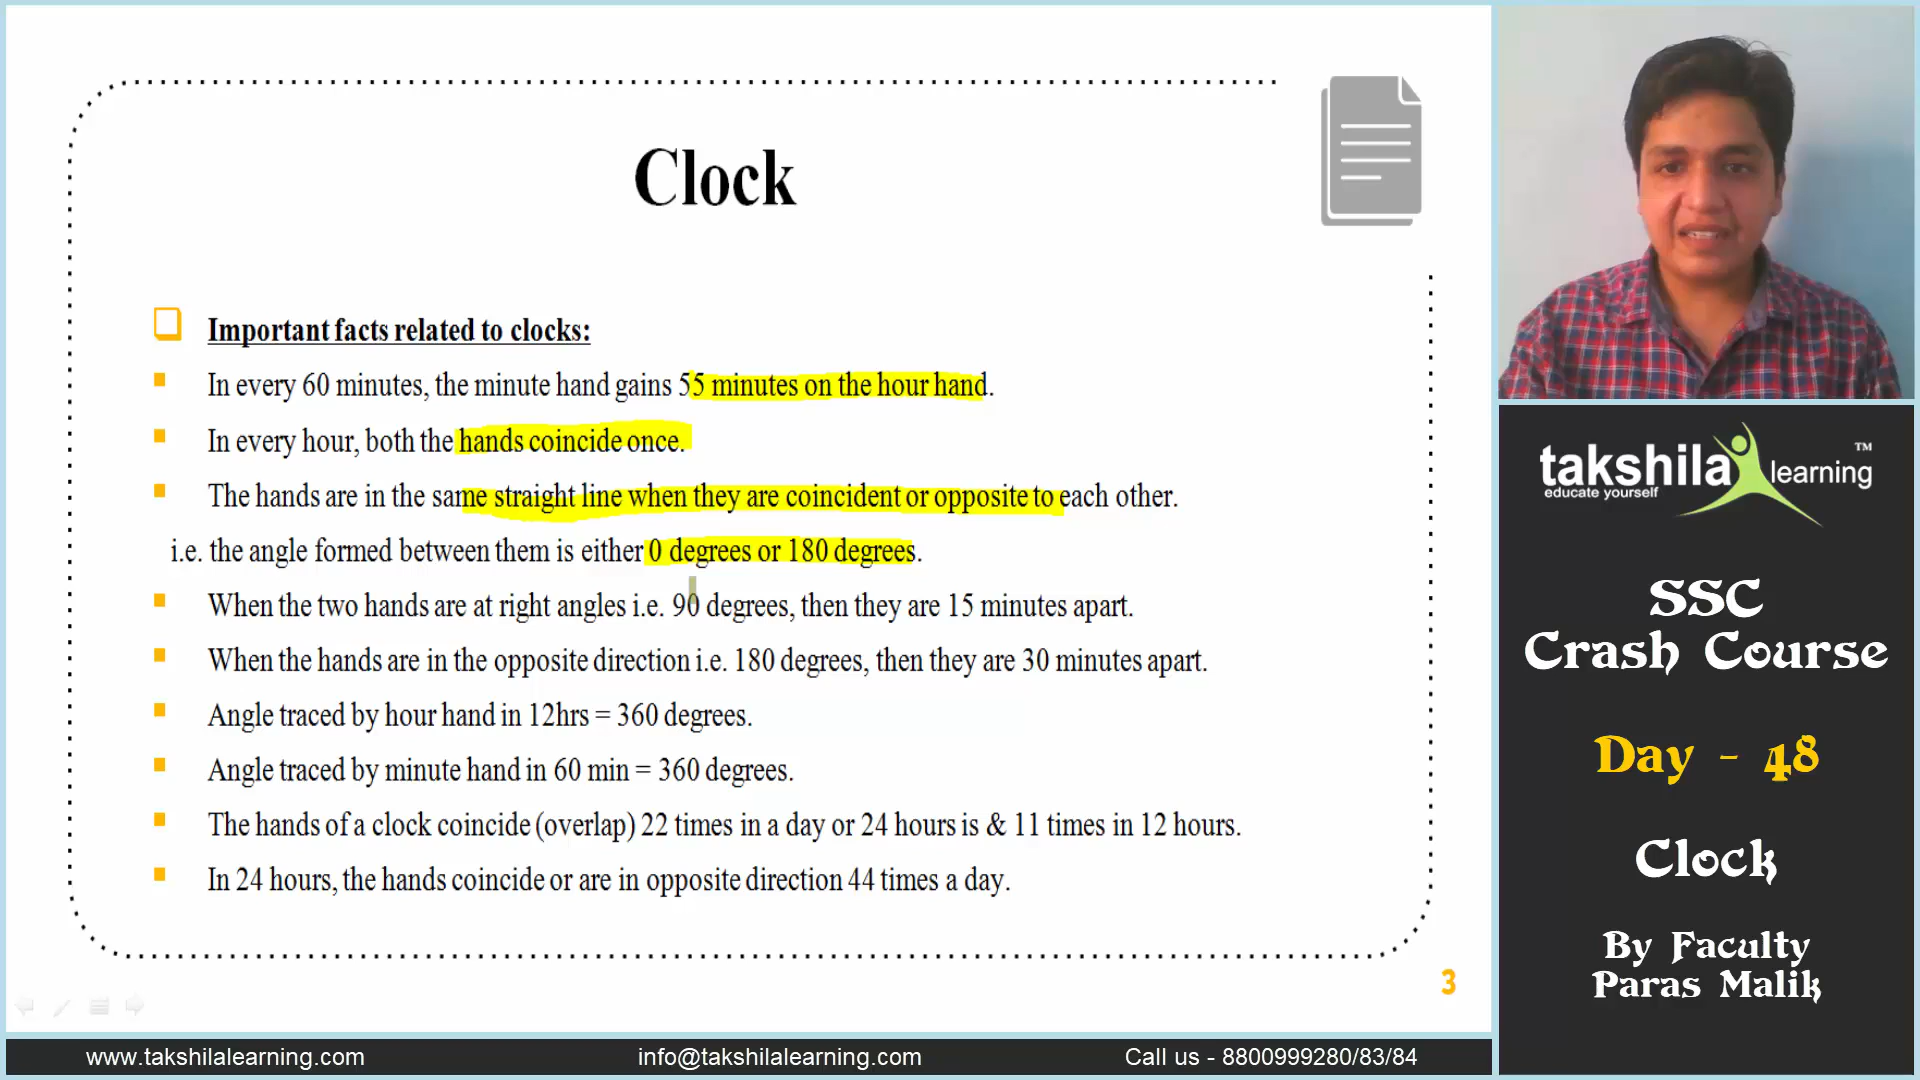 Clock
Important facts related to clocks:
In every 60 minutes, the minute hand gains 55 minutes on the hour hand.
In every hour, both the hands coincide once.
The hands are in the same straight line when they are coincident or opposite to each other.
i.e. the angle formed between them is either 0 degrees or 180 degrees.
When the two hands are at right angles i.e. 90 degrees, then they are 15 minutes apart.
When the hands are in the opposite direction i.e. 180 degrees, then they are 30 minutes apart.
Angle traced by hour hand in 12hrs = 360 degrees.
Angle traced by minute hand in 60 min = 360 degrees.
The hands of a clock coincide (overlap) 22 times in a day or 24 hours is & 11 times in 12 hours.
In 24 hours, the hands coincide or are in opposite direction 44 times a day.
3
takshila learning TM
educate yourself
SSC
Crash Course
Day - 48
Clock
By Faculty
Paras Malik
www.takshilalearning.com info@takshilalearning.com Call us - 8800999280/83/84